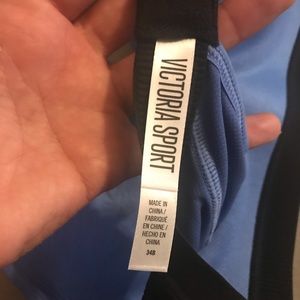 VICTORIA SPORT
MADE IN
CHINA /
FABRIQUÉ
EN CHINE /
HECHO EN
CHINA
34B